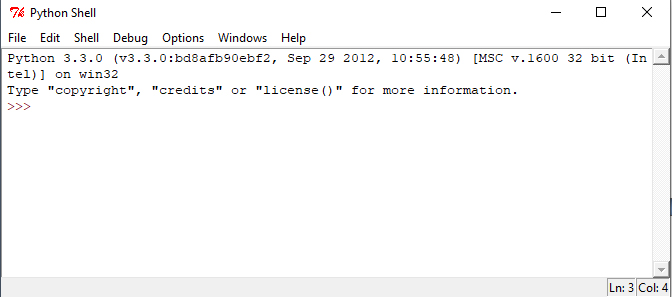 Python Shell
File Edit Shell Debug Options Windows Help
Python 3.3.0 (v3.3.0:bd8afb90ebf2, Sep 29 2012, 10:55:48) [MSC v.1600 32 bit (In
tel)] on win32
Type "copyright", "credits" or "license()" for more information.
>>>
Ln: 3 Col: 4